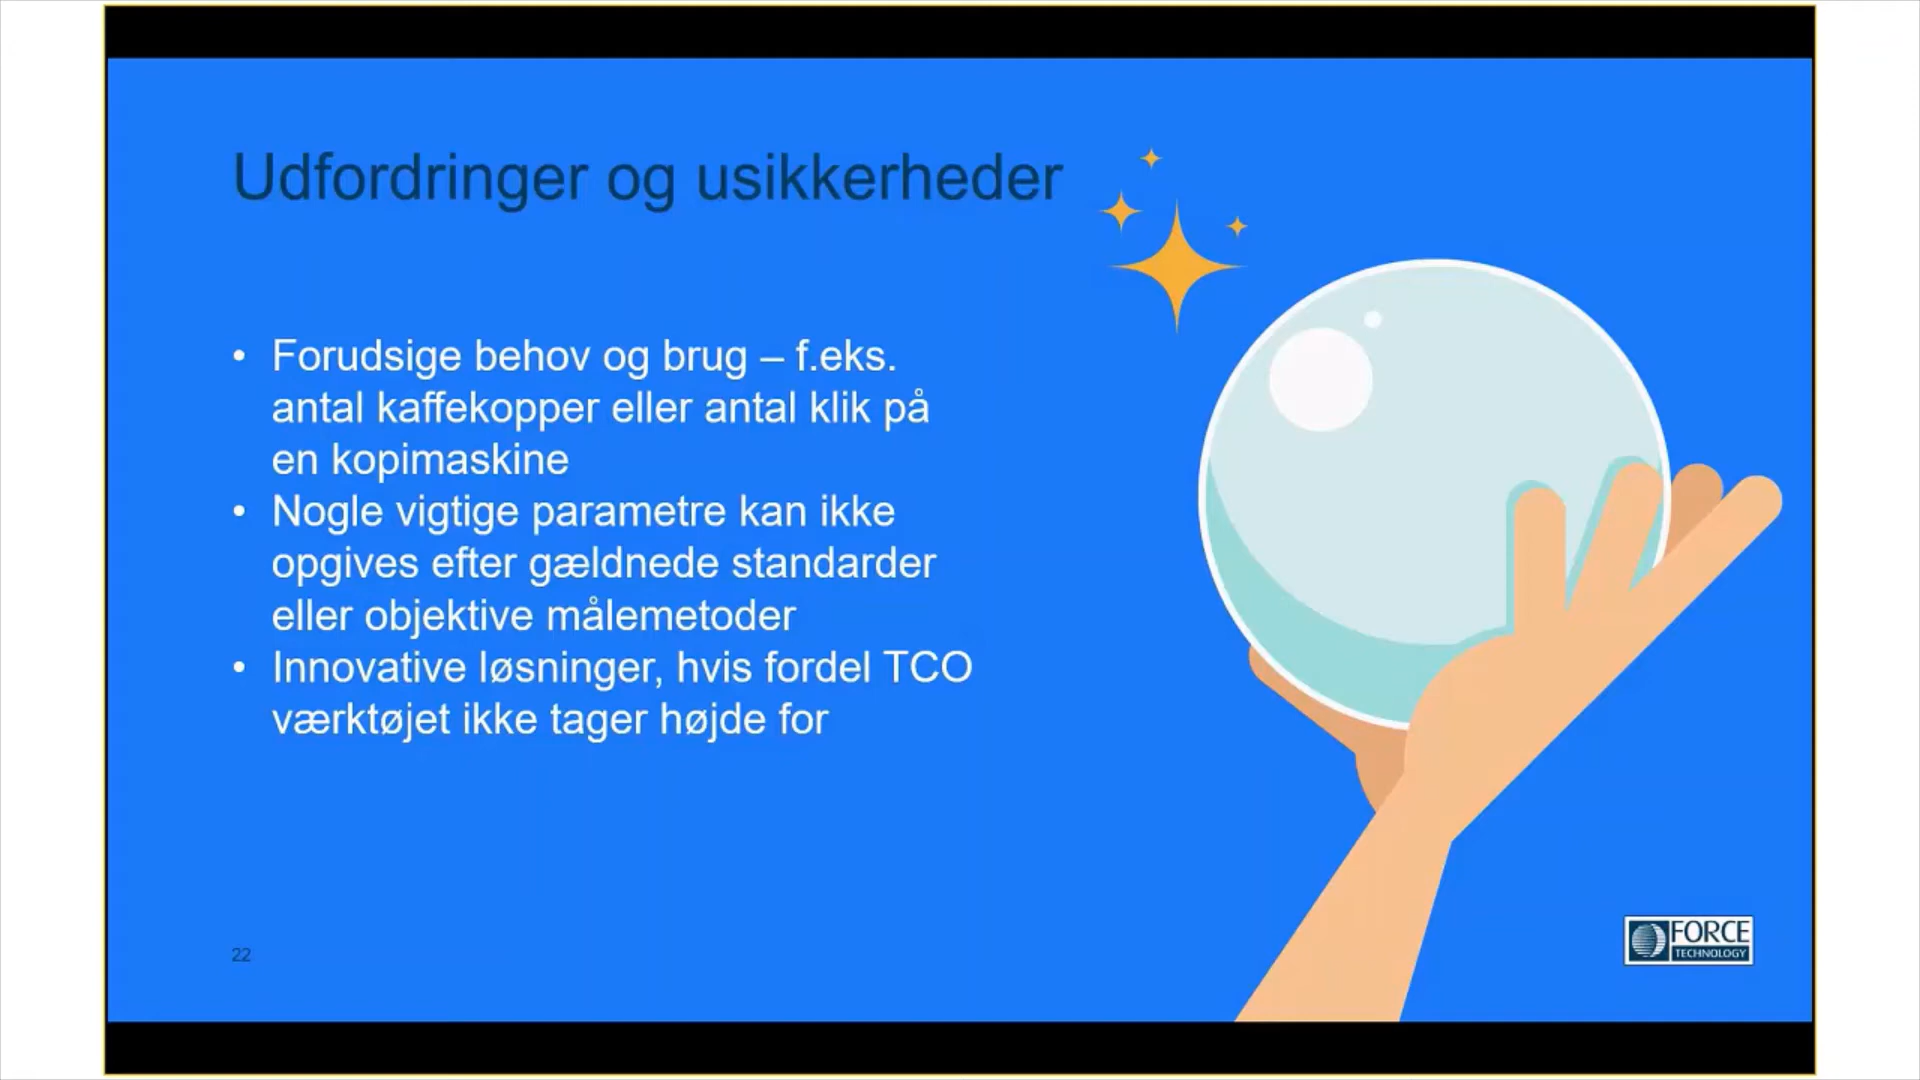 Udfordringer og usikkerheder
• Forudsige behov og brug – f.eks.
antal kaffekopper eller antal klik på
en kopimaskine
• Nogle vigtige parametre kan ikke
opgives efter gældnede standarder
eller objektive målemetoder
• Innovative løsninger, hvis fordel TCO
værktøjet ikke tager højde for
22
FORCE
TECHNOLOGY